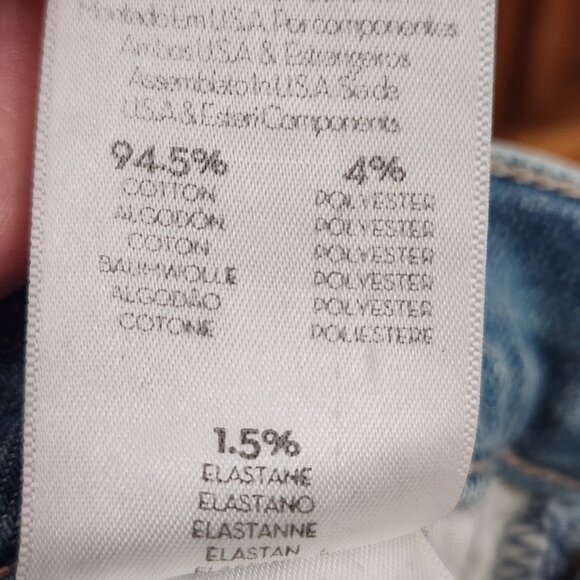 Montado Em U.S.A. Por componentes
Ambos U.S.A. & Estrangeros
Assemblato In U.S.A. Sia de
U.S.A & Esteri Components
94.5%
COTTON
ALGODON
COTON
BAUMWOLLE
ALGODÃO
COTONE
4%
POLYESTER
POLYESTER
POLYESTER
POLYESTER
POLYESTER
POLIESTERE
1.5%
ELASTANE
ELASTANO
ELASTANNE
ELASTAN